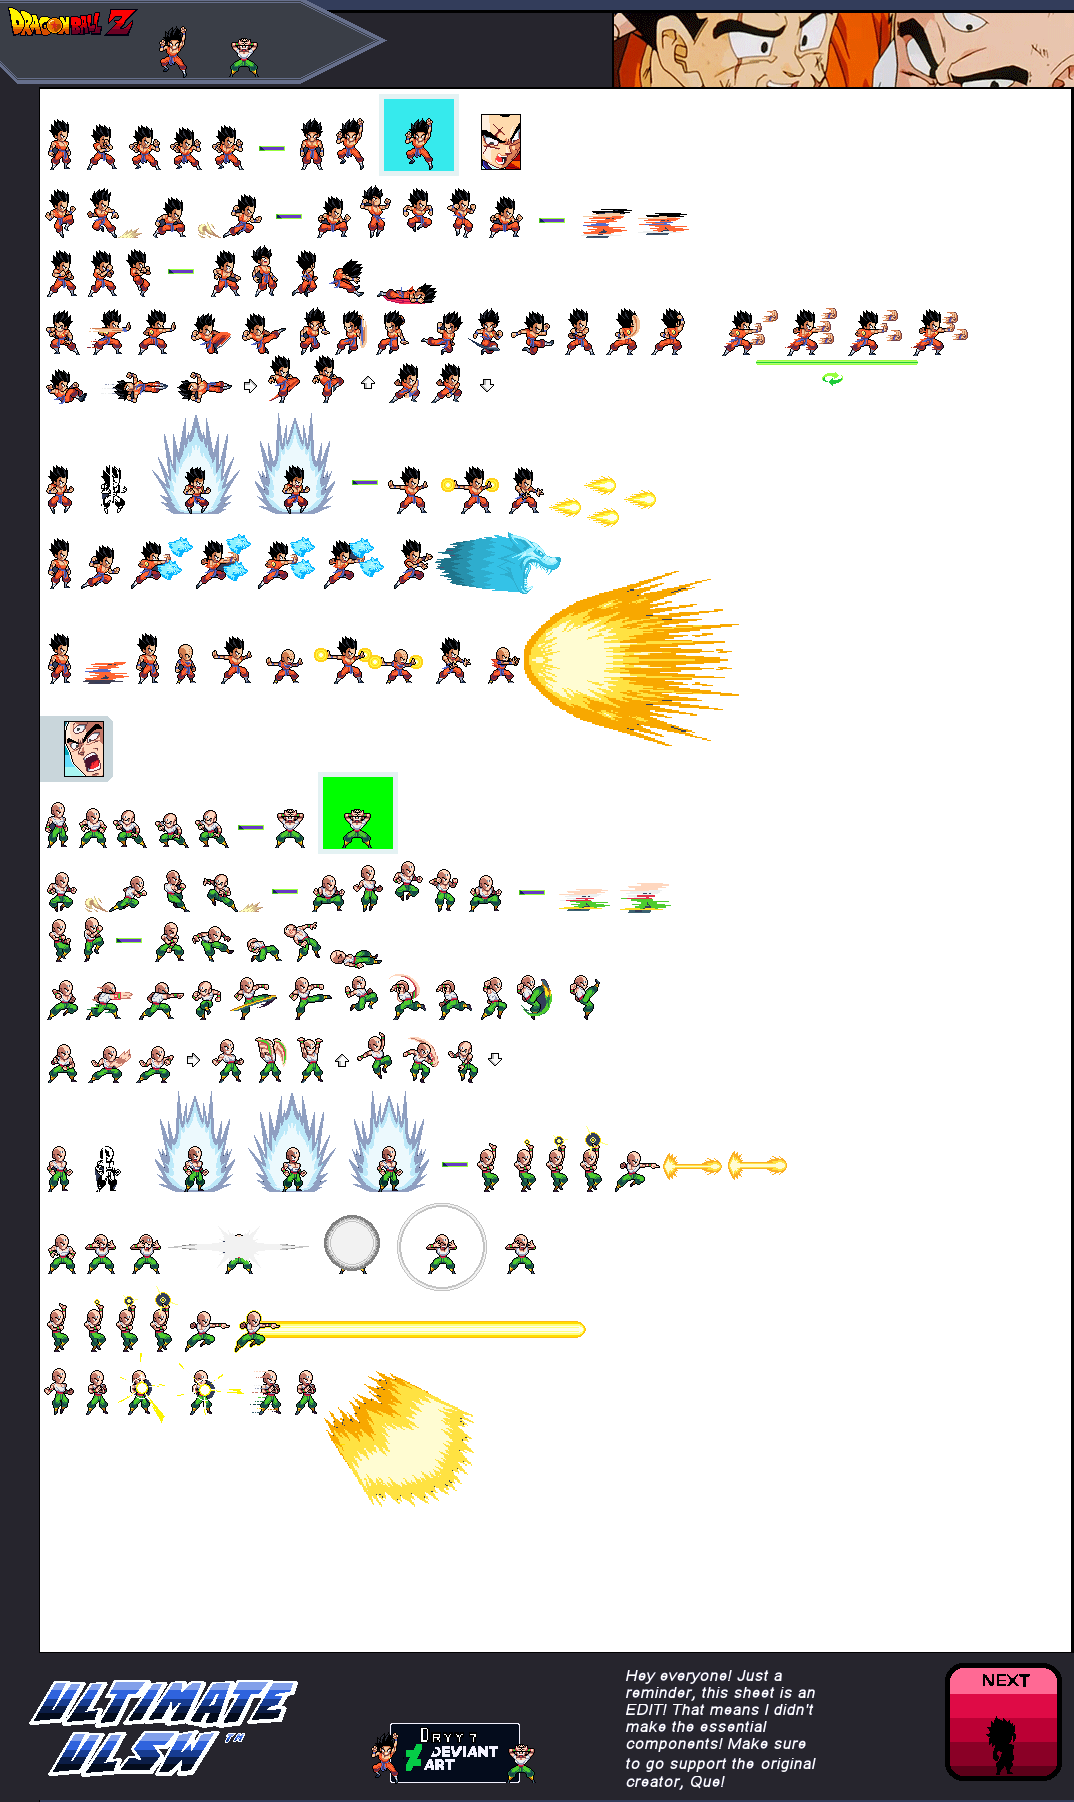 DRAGON BALL Z
ULTIMATE
ULSW TM
DRYY7
DEVIANT
ART
Hey everyone! Just a
reminder, this sheet is an
EDIT! That means I didn't
make the essential
components! Make sure
to go support the original
creator, Que!
NEXT